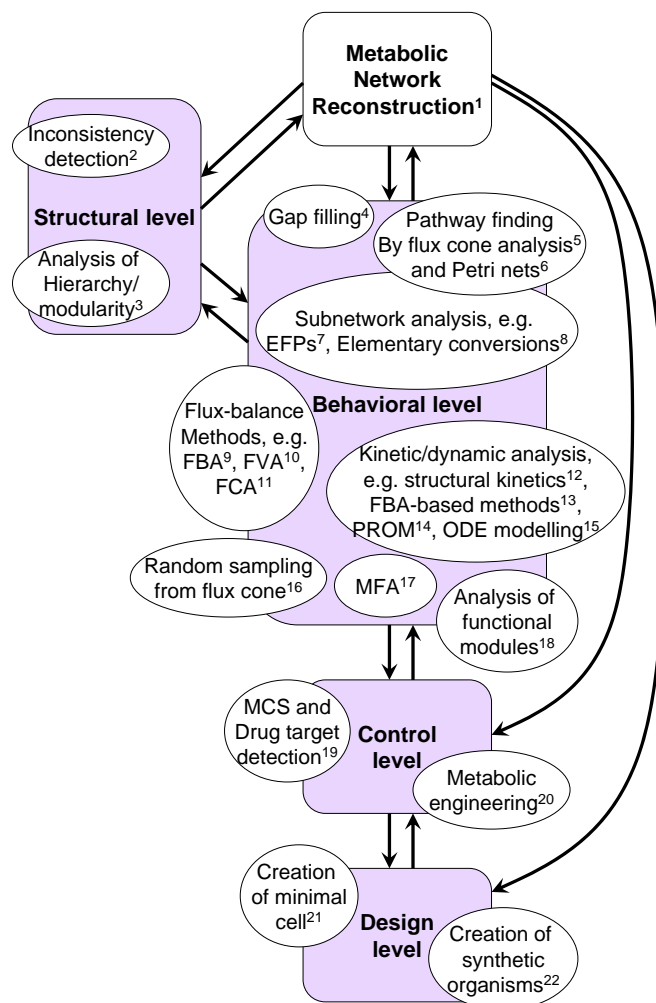 Metabolic
Network
Reconstruction¹
Inconsistency
detection²
Structural level
Analysis of
Hierarchy/
modularity³
Gap filling⁴
Pathway finding
By flux cone analysis⁵
and Petri nets⁶
Subnetwork analysis, e.g.
EFPs⁷, Elementary conversions⁸
Behavioral level
Flux-balance
Methods, e.g.
FBA⁹, FVA¹⁰,
FCA¹¹
Kinetic/dynamic analysis,
e.g. structural kinetics¹²,
FBA-based methods¹³,
PROM¹⁴, ODE modelling¹⁵
Random sampling
from flux cone¹⁶
MFA¹⁷
Analysis of
functional
modules¹⁸
MCS and
Drug target
detection¹⁹
Control
level
Metabolic
engineering²⁰
Creation
of minimal
cell²¹
Design
level
Creation of
synthetic
organisms²²